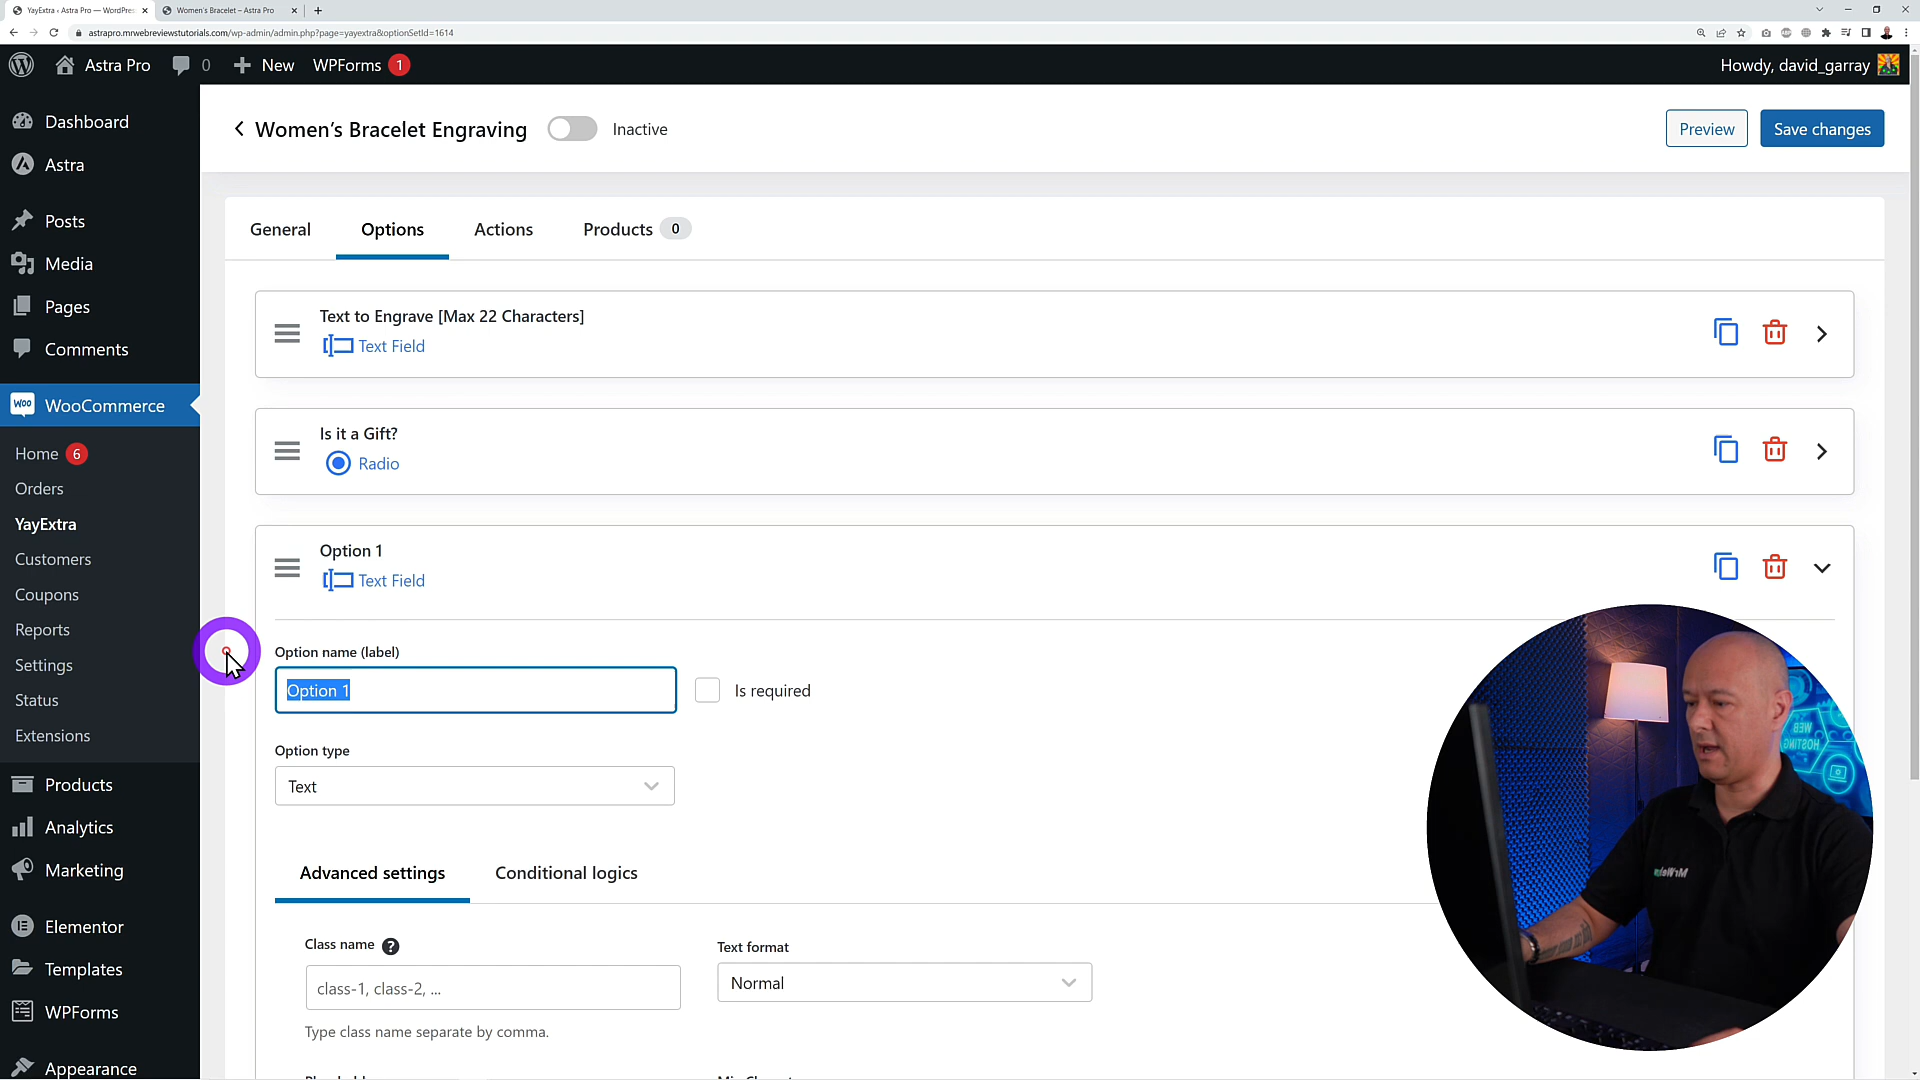 YayExtra ‹ Astra Pro — WordPres
Women's Bracelet – Astra Pro
astrapro.mrwebreviewstutorials.com/wp-admin/admin.php?page=yayextra&optionSetId=1614
Astra Pro
0
New
WPForms 1
Howdy, david_garray
Dashboard
Astra
Posts
Media
Pages
Comments
Woo WooCommerce
Home 6
Orders
YayExtra
Customers
Coupons
Reports
Settings
Status
Extensions
Products
Analytics
Marketing
Elementor
Templates
WPForms
Appearance
Women's Bracelet Engraving
Inactive
Preview
Save changes
General
Options
Actions
Products 0
Text to Engrave [Max 22 Characters]
Text Field
Is it a Gift?
Radio
Option 1
Text Field
Option name (label)
Option 1
Is required
Option type
Text
Advanced settings
Conditional logics
Class name ?
class-1, class-2, ...
Type class name separate by comma.
Text format
Normal
WEB
HOSTING